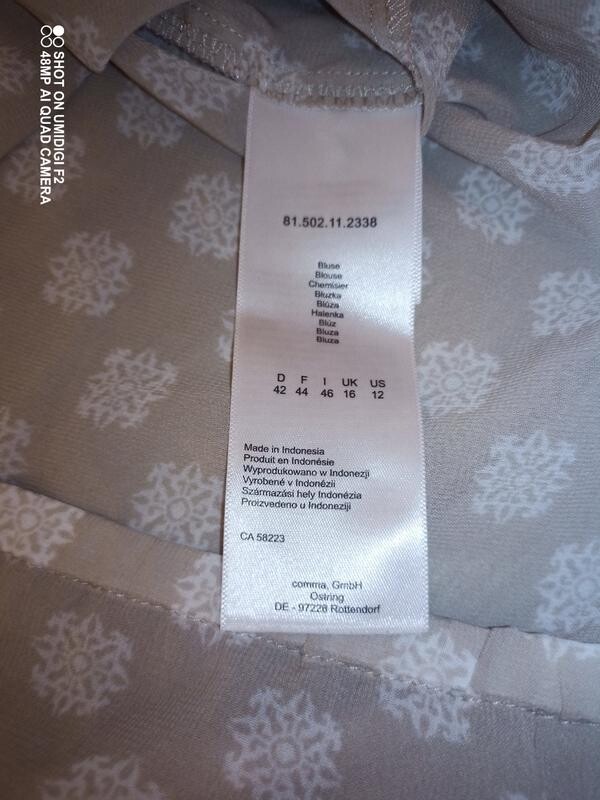 SHOT ON UMIDIGI F2
48MP AI QUAD CAMERA
81.502.11.2338
Bluse
Blouse
Chemisier
Bluzka
Blúza
Halenka
Blúz
Bluza
Bluza
D F I UK US
42 44 46 16 12
Made in Indonesia
Produit en Indonésie
Wyprodukowano w Indonezji
Vyrobené v Indonézii
Származási hely Indonézia
Proizvedeno u Indoneziji
CA 58223
comma, GmbH
Ostring
DE - 97228 Rottendorf